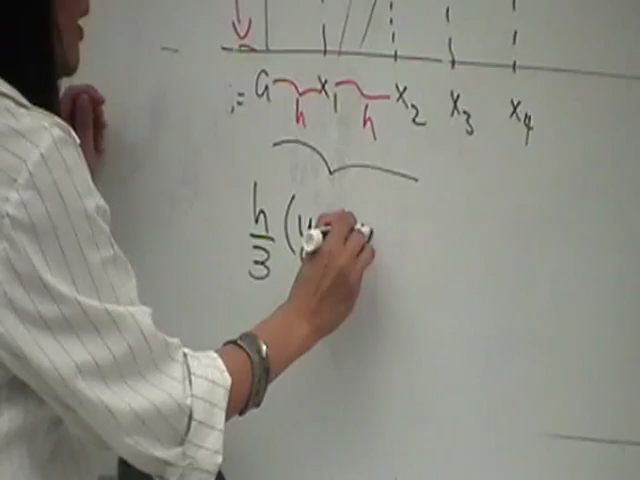 := a x₁ x₂ x₃ x₄
h h
h/3 (y